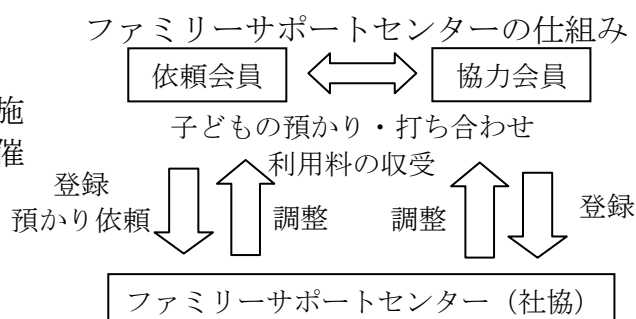 ファミリーサポートセンターの仕組み
依頼会員
協力会員
施
催
子どもの預かり・打ち合わせ
利用料の収受
登録
預かり依頼
調整
調整
登録
ファミリーサポートセンター（社協）